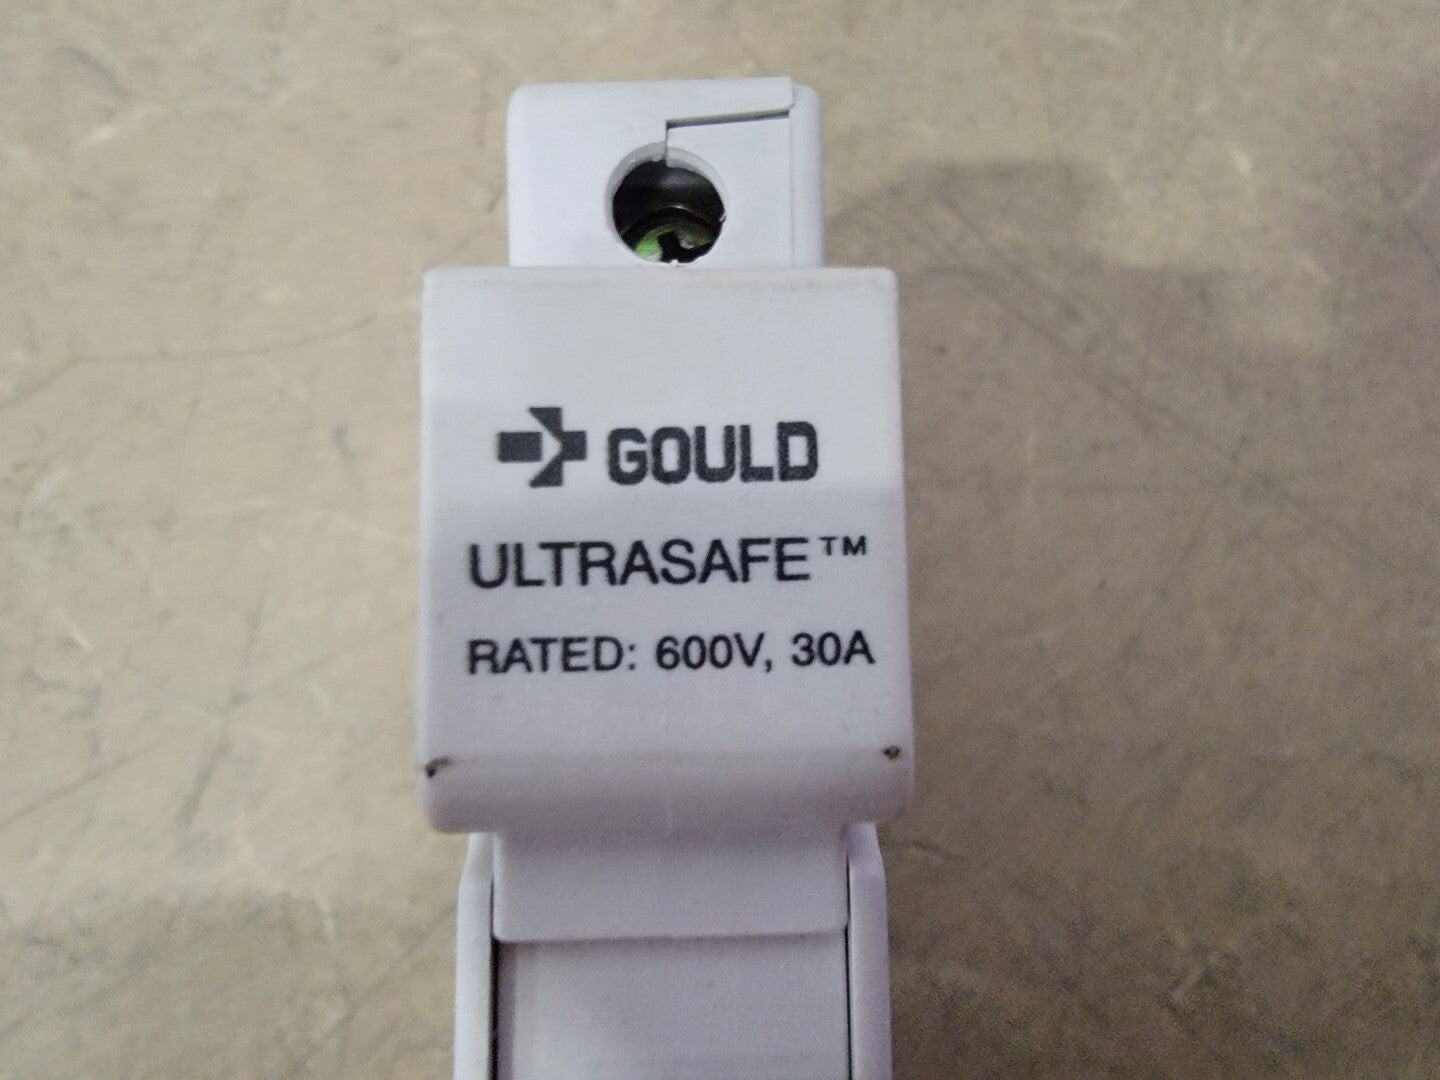 GOULD
ULTRASAFE™
RATED: 600V, 30A